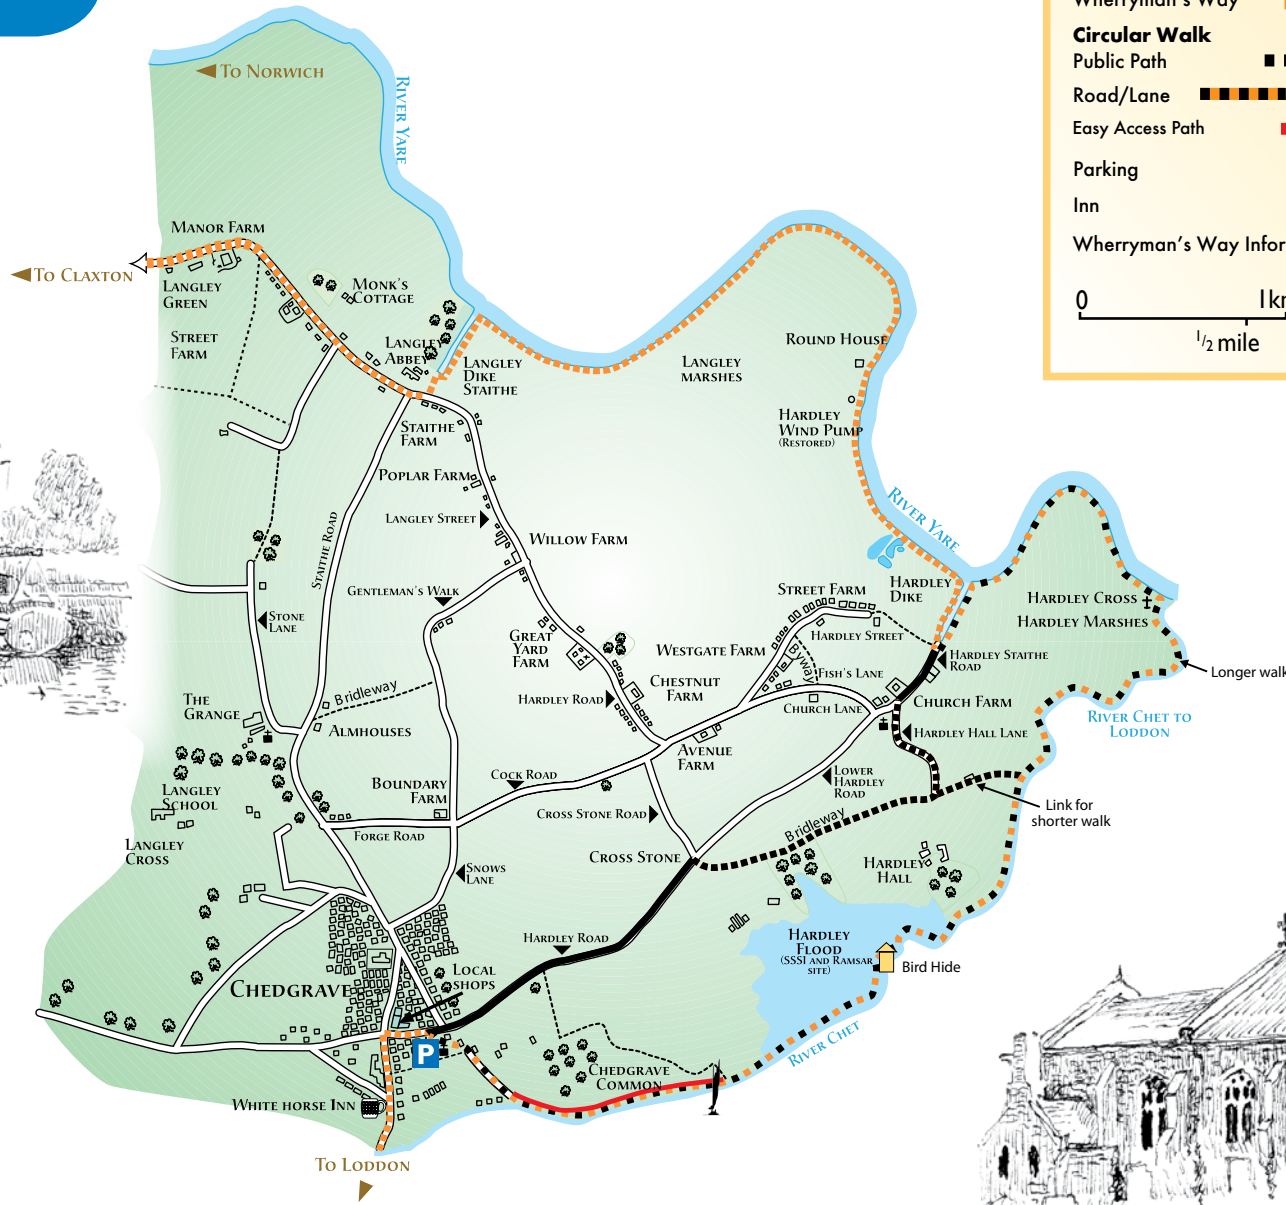 Wherryman's Way
Circular Walk
Public Path
Road/Lane
Easy Access Path
Parking
Inn
Wherryman's Way Infor
0
1km
1/2 mile
To Norwich
River Yare
Manor Farm
To Claxton
Langley
Green
Monk's
Cottage
Street
Farm
Langley
Abbey
Langley
Dike
Staithe
Langley
marshes
Round House
Hardley
Wind Pump
(Restored)
Staithe
Farm
Poplar Farm
Langley Street
Willow Farm
Staithe Road
River Yare
Gentleman's Walk
Stone
Lane
Great
Yard
Farm
Street Farm
Hardley
Dike
Hardley Cross
Hardley Marshes
Hardley Street
Westgate Farm
Byway
Hardley Staithe
Road
Longer walk
Fish's Lane
Chestnut
Farm
Bridleway
Hardley Road
Church Lane
Church Farm
The
Grange
River Chet to
Loddon
Almhouses
Hardley Hall Lane
Avenue
Farm
Cock Road
Lower
Hardley
Road
Boundary
Farm
Langley
School
Cross Stone Road
Link for
shorter walk
Bridleway
Forge Road
Langley
Cross
Cross Stone
Hardley
Hall
Snows
Lane
Hardley Road
Hardley
Flood
(SSSI and Ramsar
site)
Bird Hide
Local
shops
Chedgrave
River Chet
P
Chedgrave
Common
White horse Inn
To Loddon